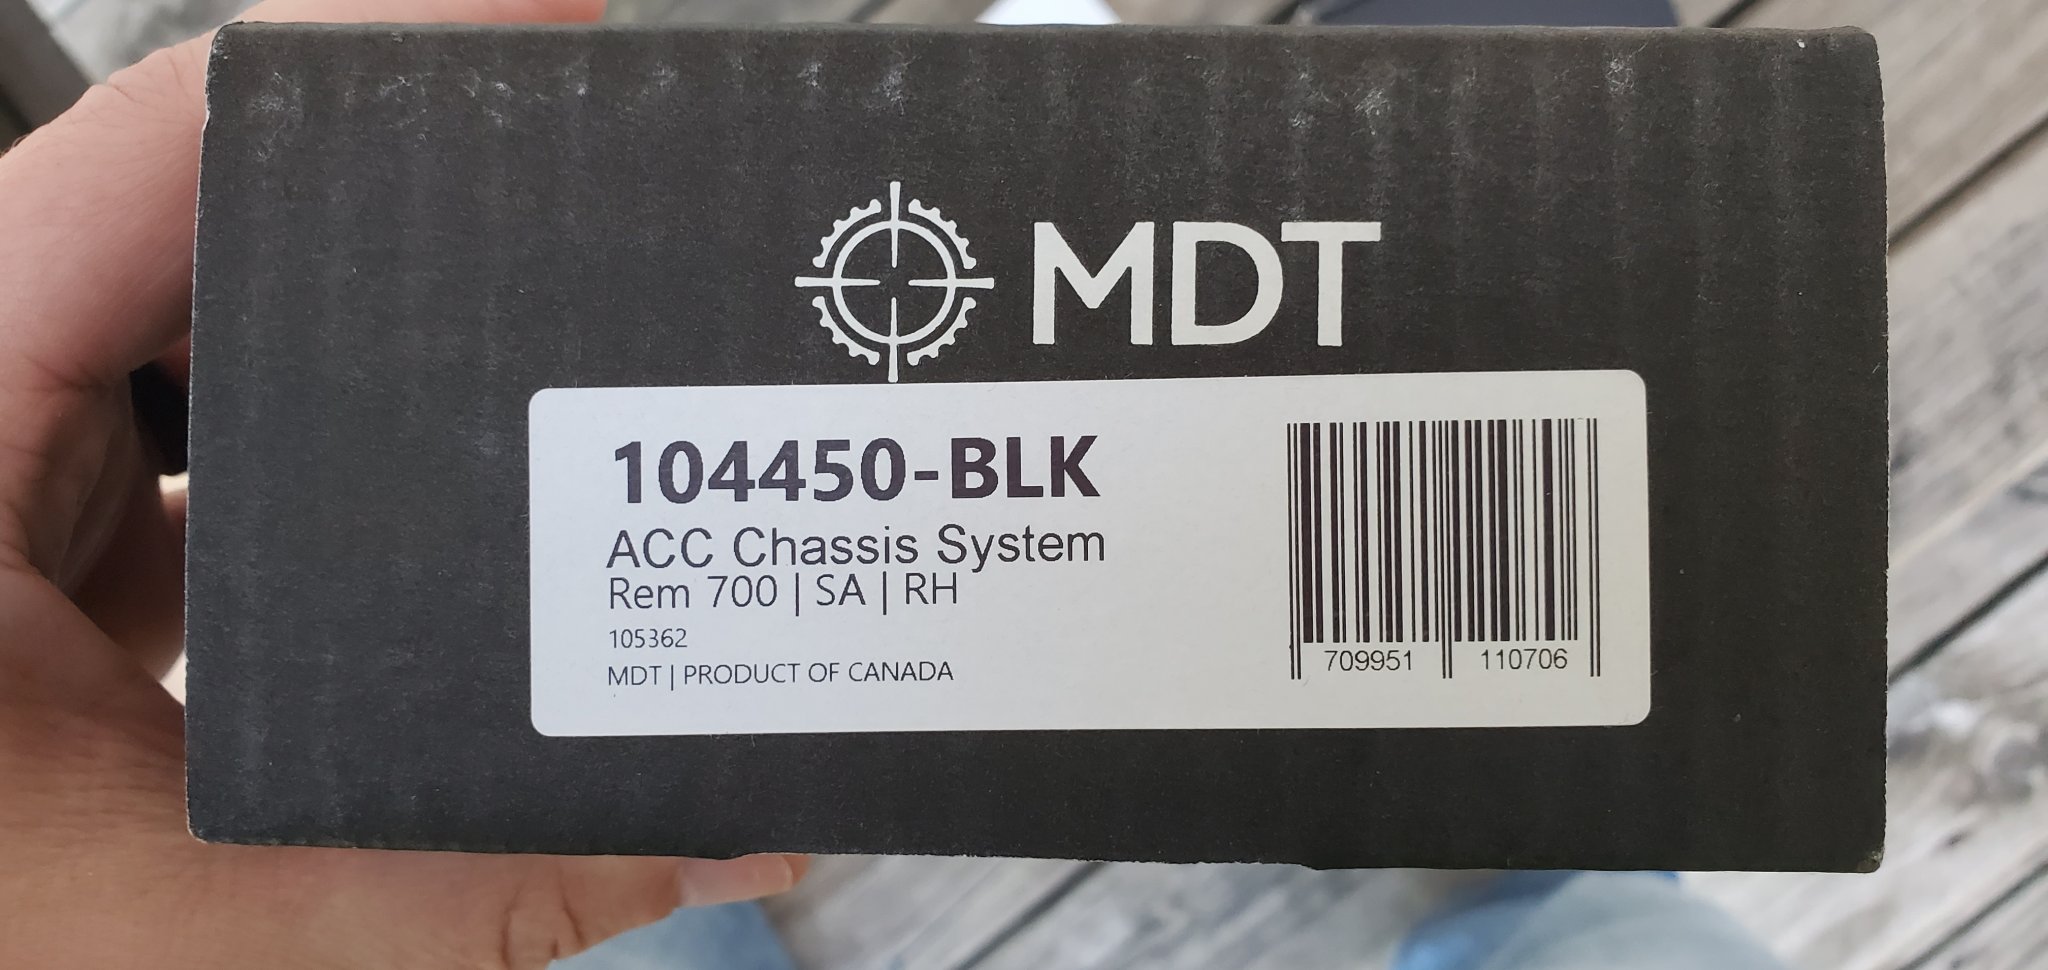 MDT
104450-BLK
ACC Chassis System
Rem 700 | SA | RH
105362
MDT | PRODUCT OF CANADA
709951 110706